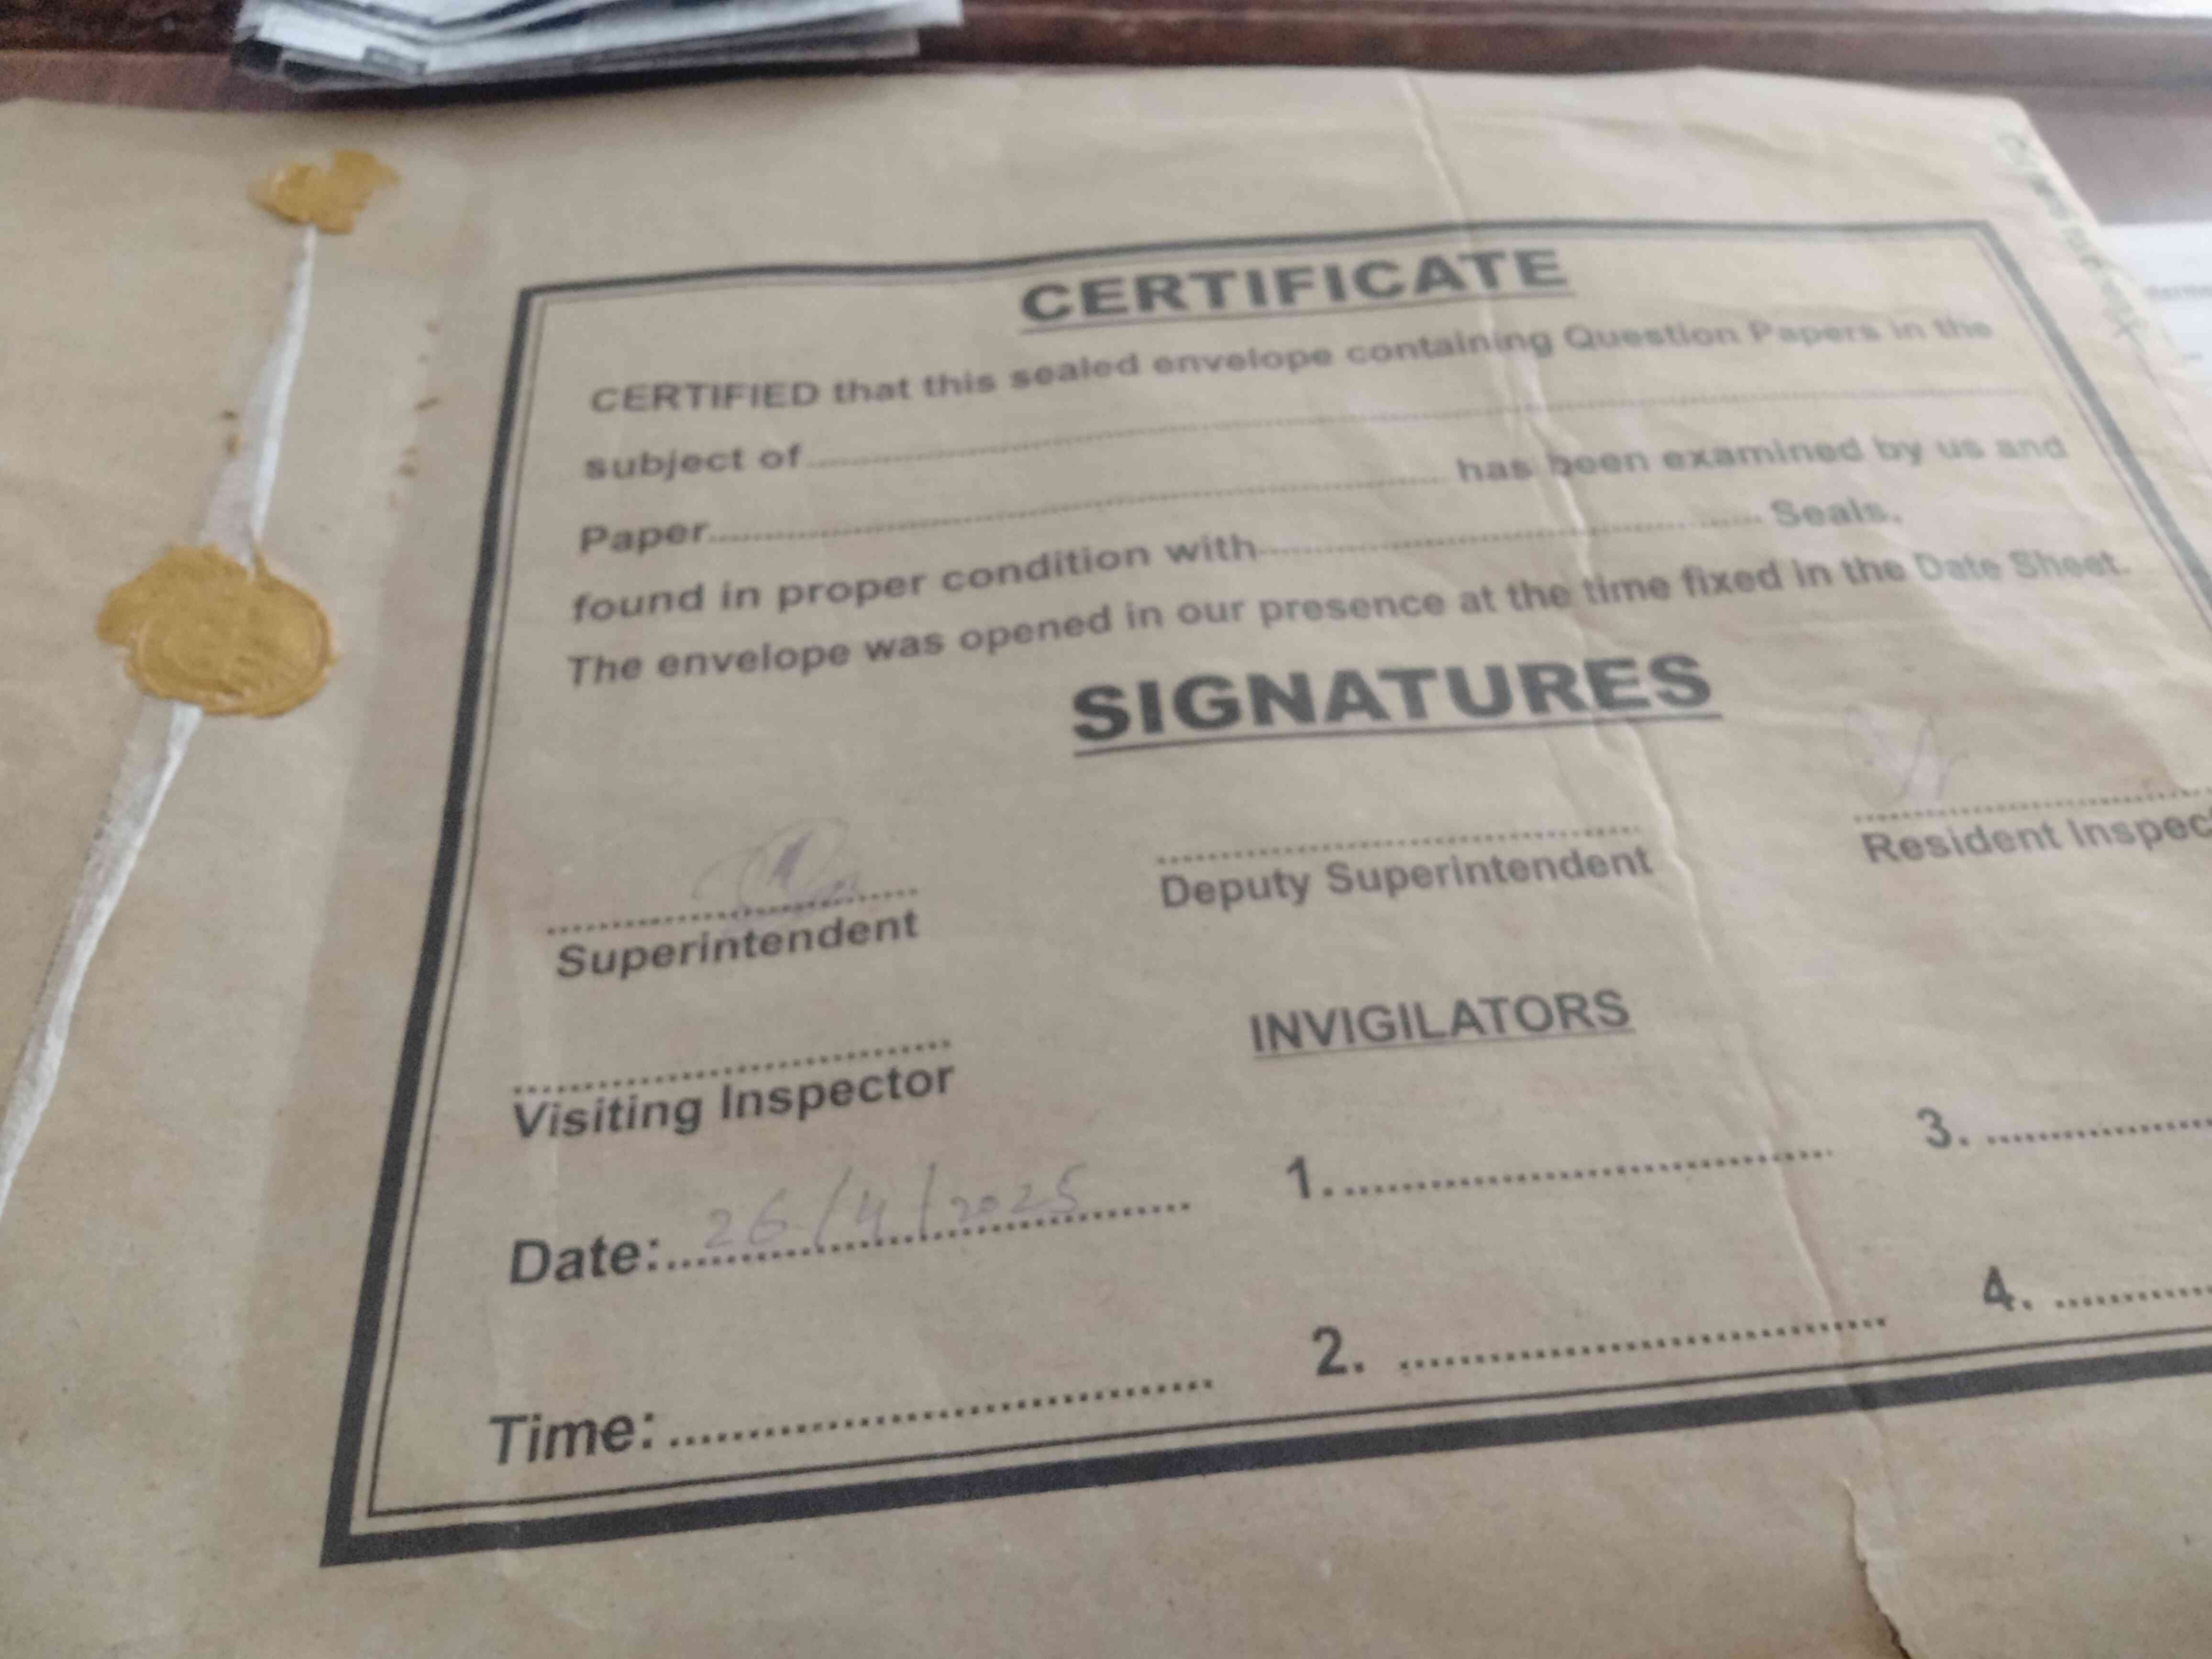 CERTIFICATE
CERTIFIED that this sealed envelope containing Question Papers in the
subject of
Paper has been examined by us and
found in proper condition with Seals.
The envelope was opened in our presence at the time fixed in the Date Sheet.
SIGNATURES
Superintendent
Deputy Superintendent
Resident Inspec
Visiting Inspector
INVIGILATORS
Date: 26/4/2025
1.
3.
Time:
2.
4.